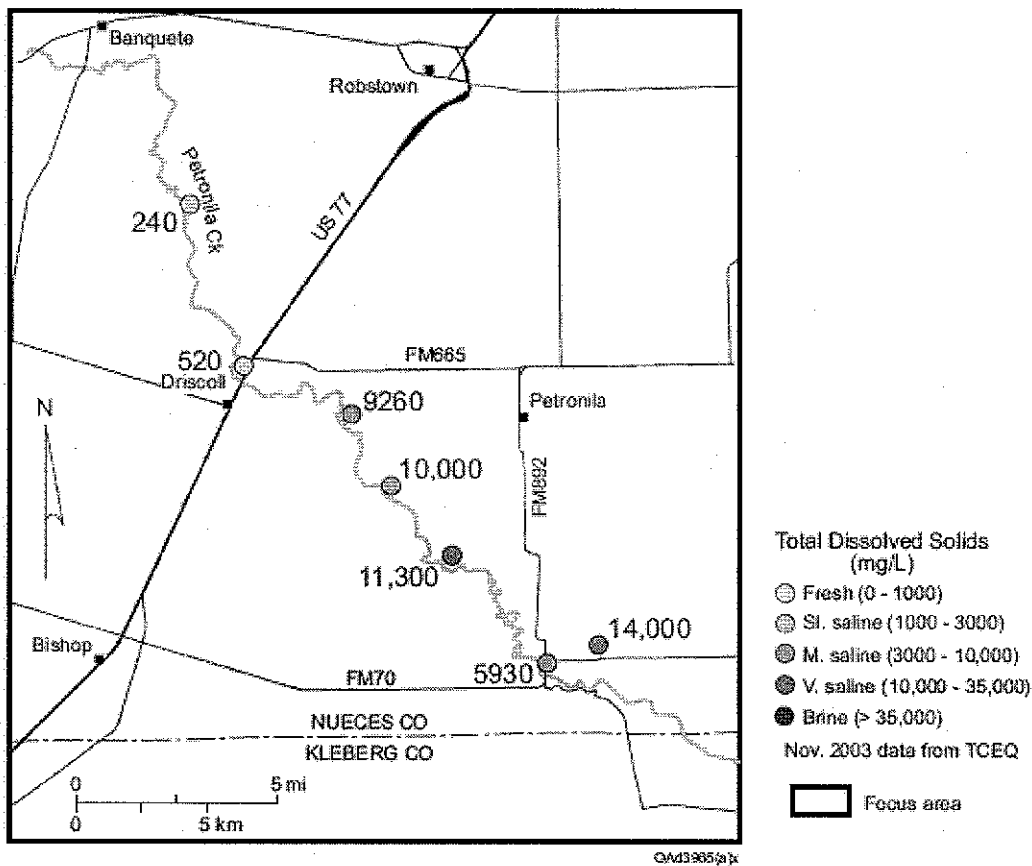 Banquete
Robstown
Petronila Ck
240
US 77
520
FM665
Driscoll
9260
Petronila
N
10,000
FM892
11,300
14,000
Bishop
5930
FM70
NUECES CO
KLEBERG CO
0 5 mi
0 5 km
Total Dissolved Solids
(mg/L)
Fresh (0 - 1000)
Sl. saline (1000 - 3000)
M. saline (3000 - 10,000)
V. saline (10,000 - 35,000)
Brine (> 35,000)
Nov. 2003 data from TCEQ
Focus area
QAd3965(a)x